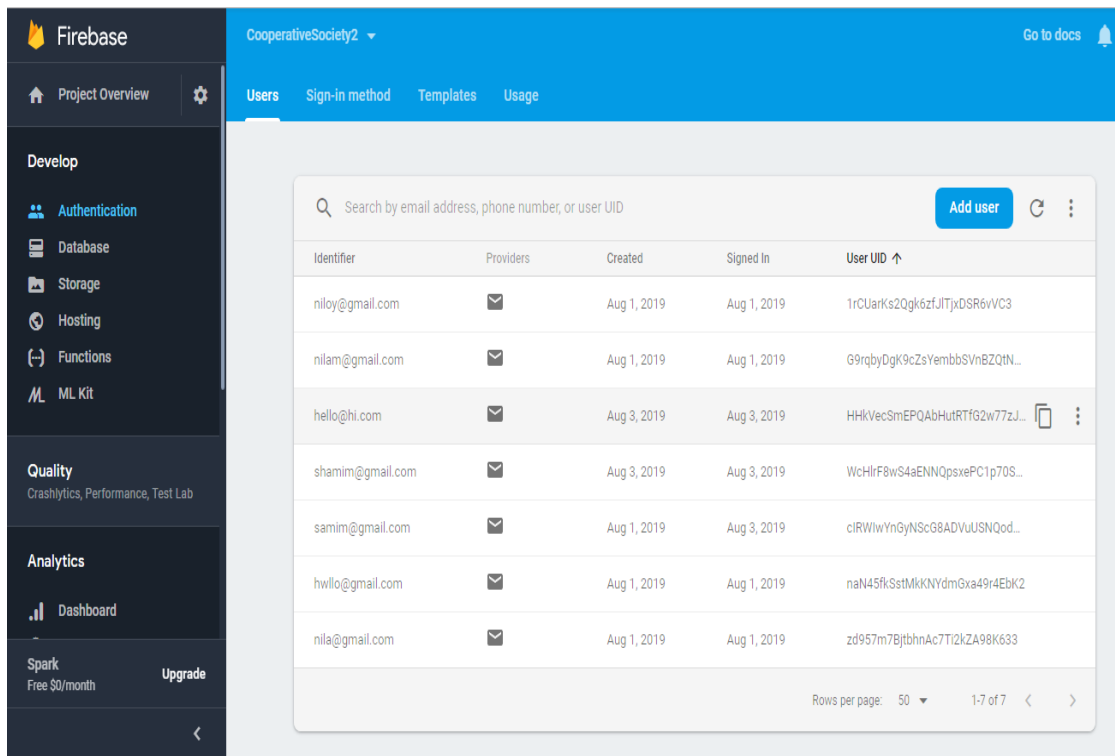 Firebase
CooperativeSociety2
Go to docs
Project Overview
Users Sign-in method Templates Usage
Develop
Authentication
Database
Storage
Hosting
Functions
ML Kit
Quality
Crashlytics, Performance, Test Lab
Analytics
Dashboard
Spark
Free $0/month
Upgrade
Search by email address, phone number, or user UID
Add user
Identifier Providers Created Signed In User UID
niloy@gmail.com Aug 1, 2019 Aug 1, 2019 1rCUarKs2Qgk6zfJlTjxDSR6vVC3
nilam@gmail.com Aug 1, 2019 Aug 1, 2019 G9rqbyDgK9cZsYembbSVnBZQtN...
hello@hi.com Aug 3, 2019 Aug 3, 2019 HHkVecSmEPQAbHutRTfG2w77zJ...
shamim@gmail.com Aug 3, 2019 Aug 3, 2019 WcHlrF8wS4aENNQpsxePC1p70S...
samim@gmail.com Aug 1, 2019 Aug 3, 2019 cIRWIwYnGyNScG8ADVuUSNQod...
hwllo@gmail.com Aug 1, 2019 Aug 1, 2019 naN45fkSstMkKNYdmGxa49r4EbK2
nila@gmail.com Aug 1, 2019 Aug 1, 2019 zd957m7BjtbhnAc7Ti2kZA98K633
Rows per page: 50 1-7 of 7